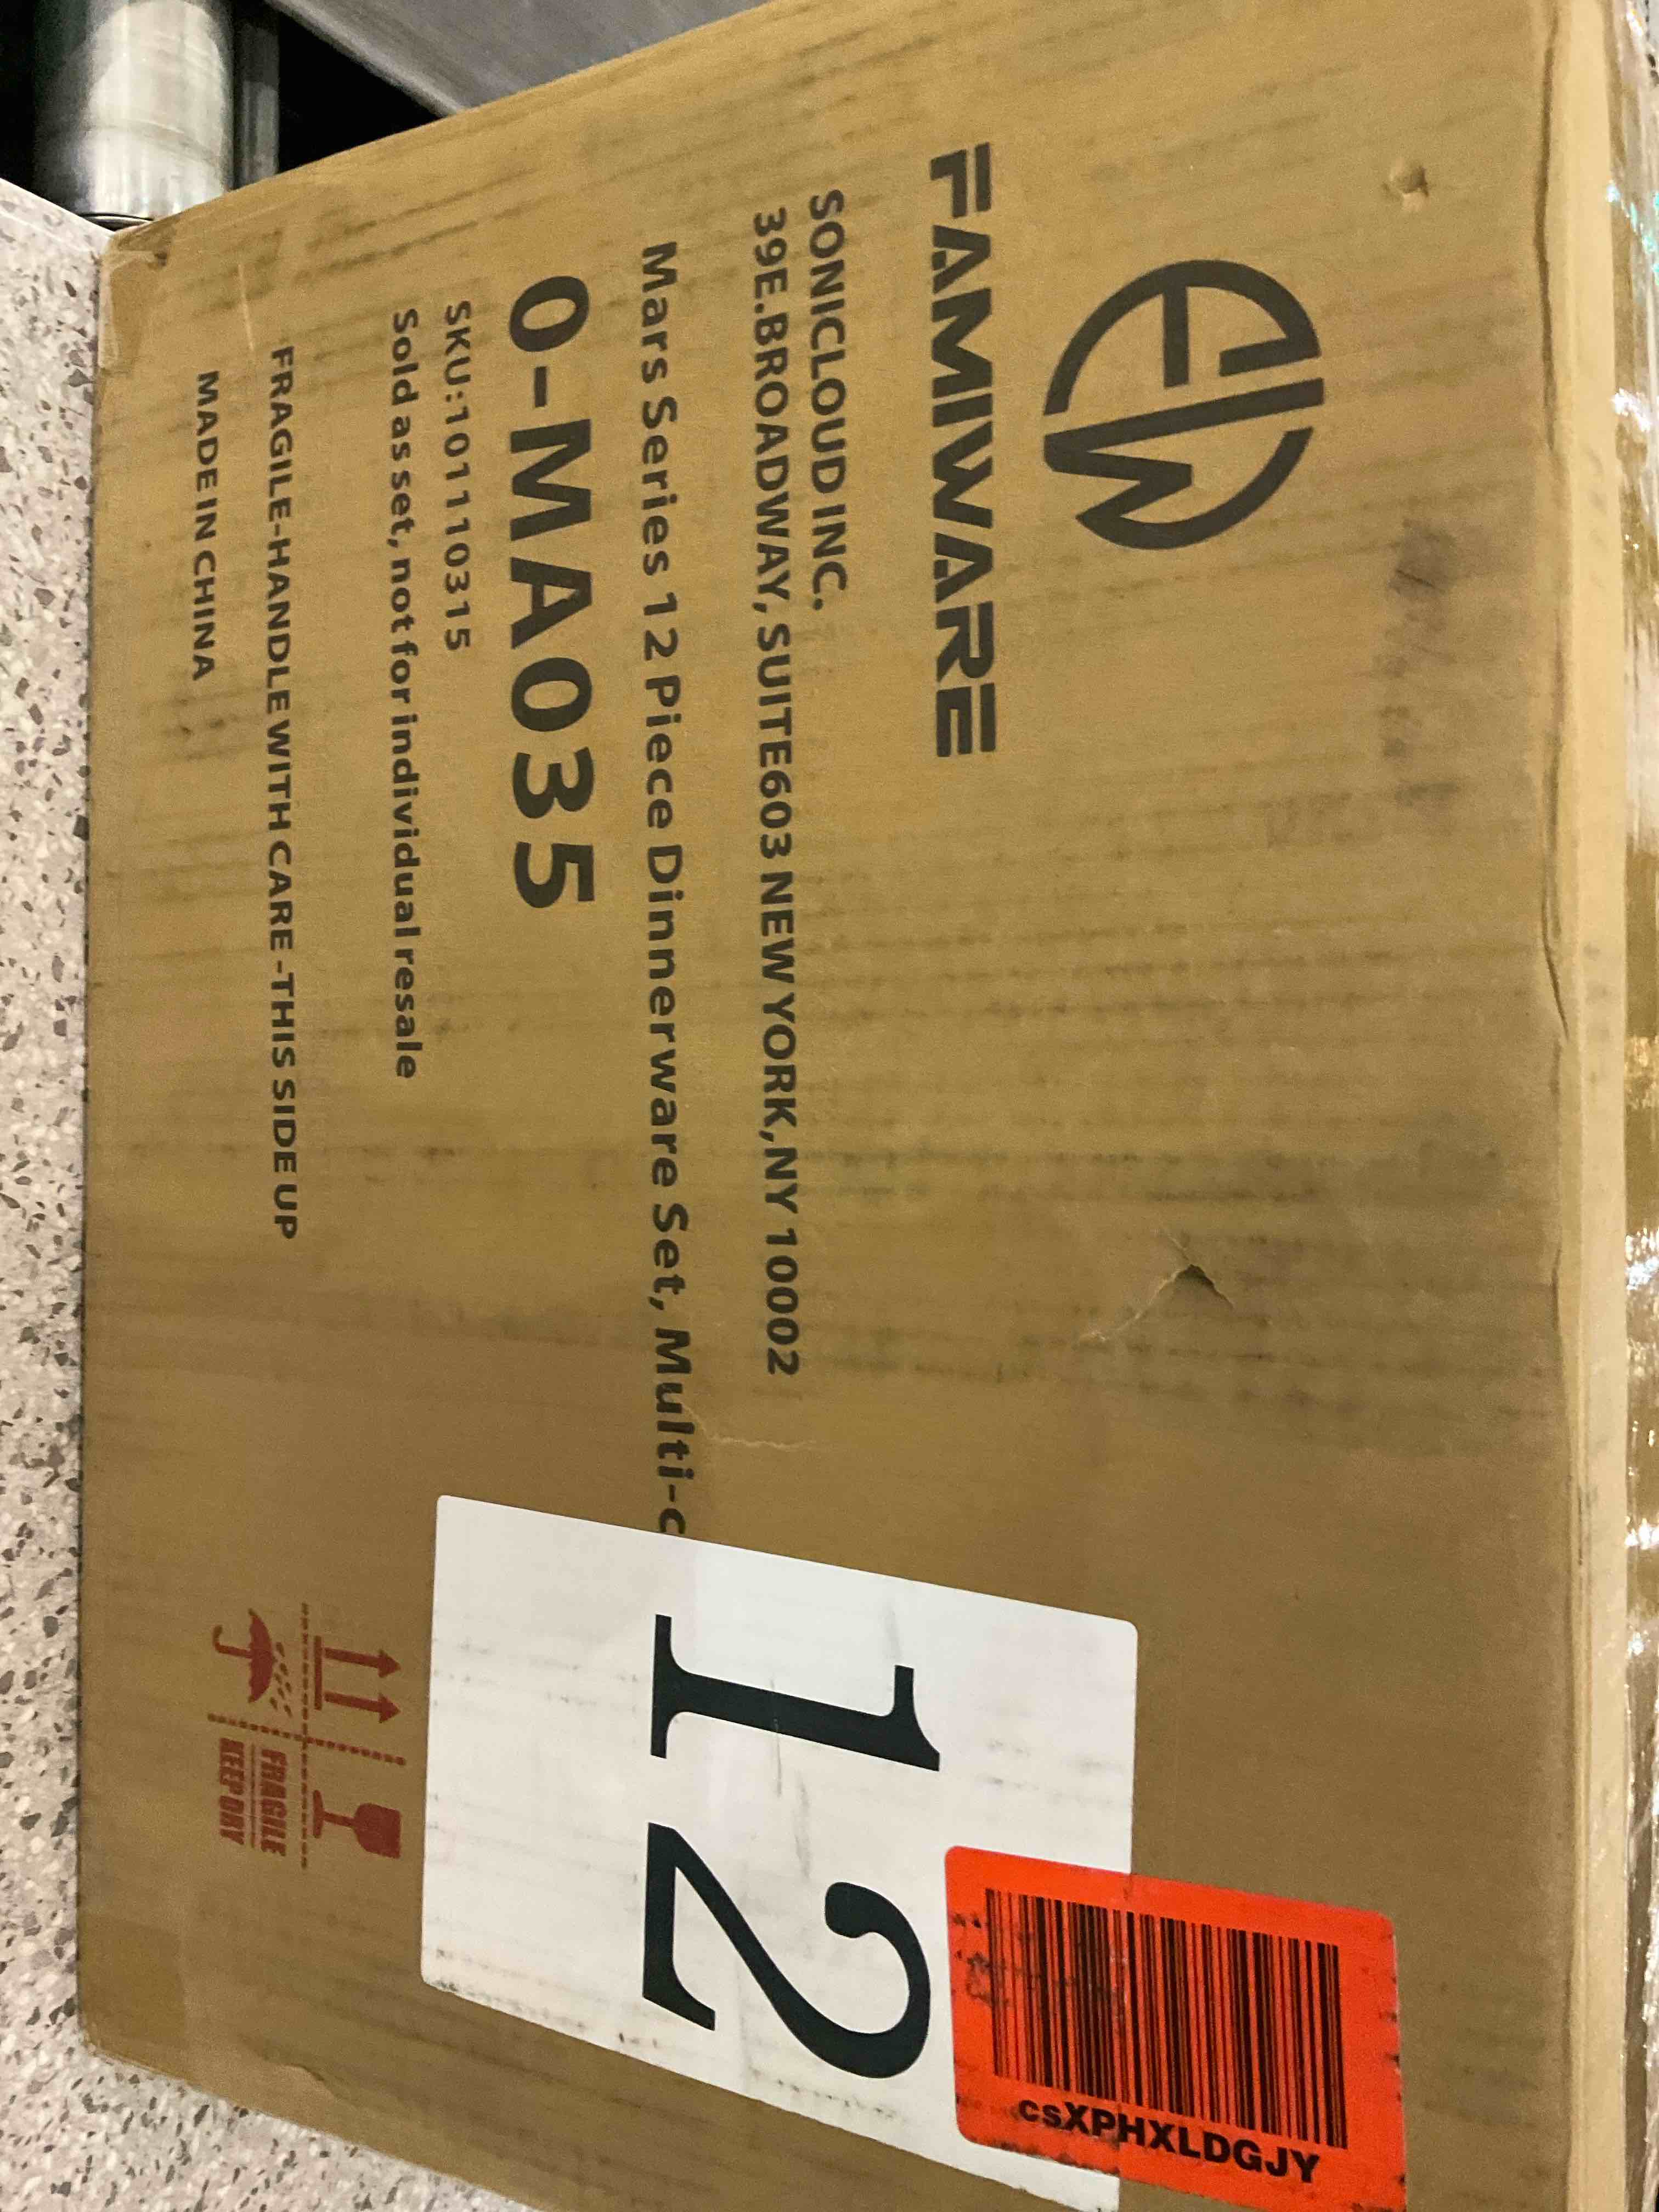 FAMIWARE
SONICLOUD INC.
39E.BROADWAY, SUITE603 NEW YORK,NY 10002
Mars Series 12 Piece Dinnerware Set, Multi-c
0-MA035
SKU:101110315
Sold as set, not for individual resale
FRAGILE-HANDLE WITH CARE -THIS SIDE UP
MADE IN CHINA
12
csXPHXLDGJY
FRAGILE
KEEP DRY